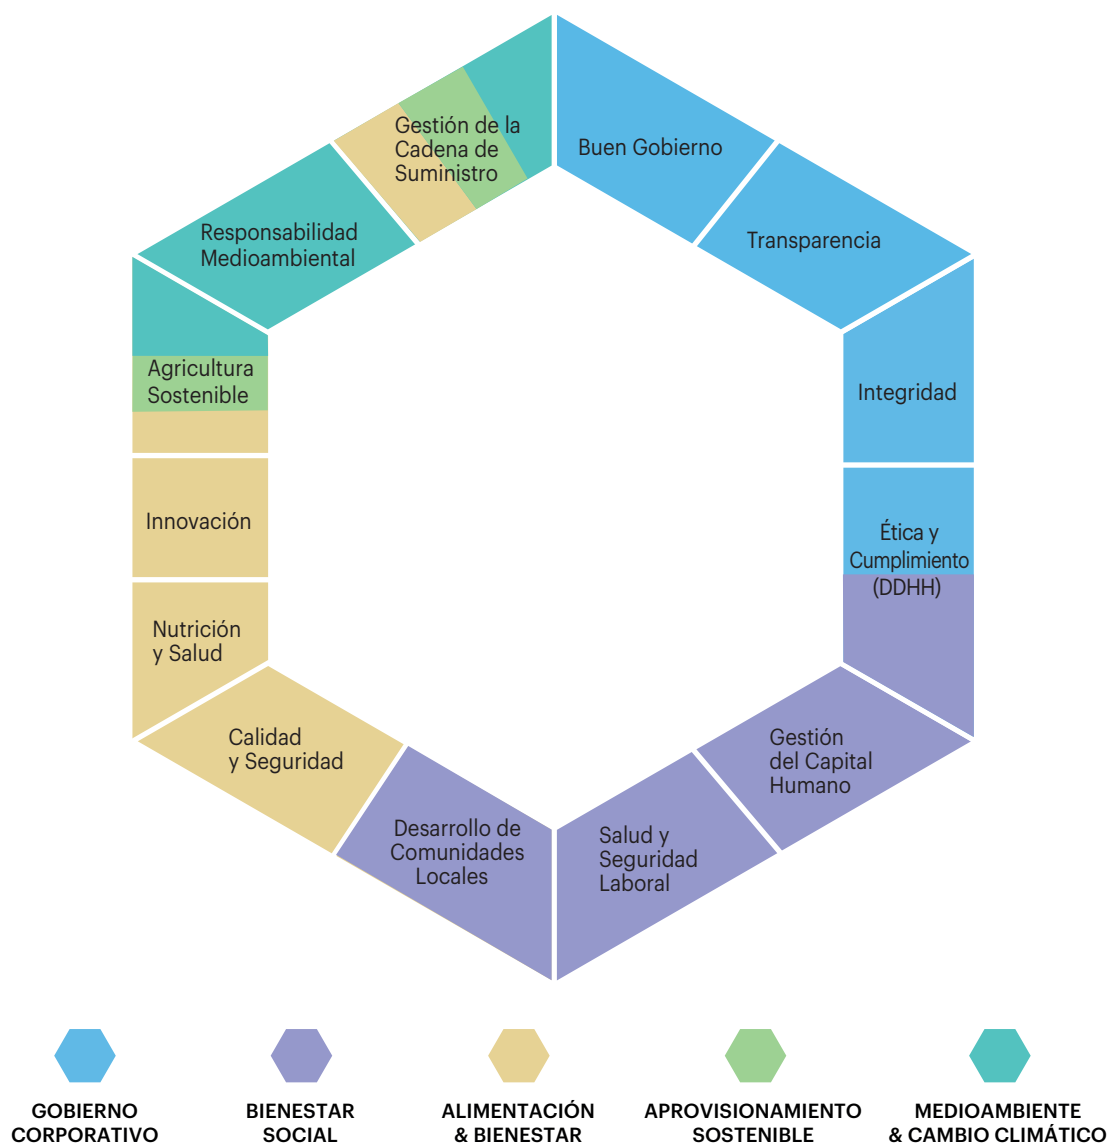 Gestión de la
Cadena de
Suministro
Buen Gobierno
Responsabilidad
Medioambiental
Transparencia
Agricultura
Sostenible
Integridad
Innovación
Ética y
Cumplimiento
(DDHH)
Nutrición
y Salud
Calidad
y Seguridad
Gestión
del Capital
Humano
Desarrollo de
Comunidades
Locales
Salud y
Seguridad
Laboral
GOBIERNO
CORPORATIVO
BIENESTAR
SOCIAL
ALIMENTACIÓN
& BIENESTAR
APROVISIONAMIENTO
SOSTENIBLE
MEDIOAMBIENTE
& CAMBIO CLIMÁTICO